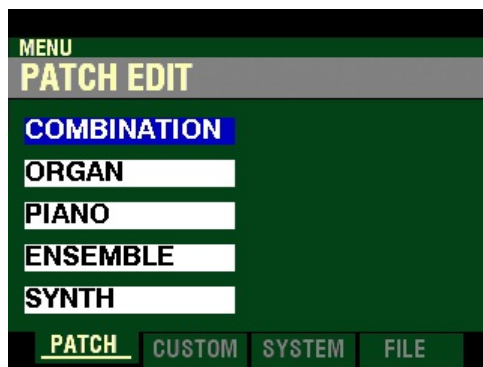 MENU
PATCH EDIT
COMBINATION
ORGAN
PIANO
ENSEMBLE
SYNTH
PATCH CUSTOM SYSTEM FILE